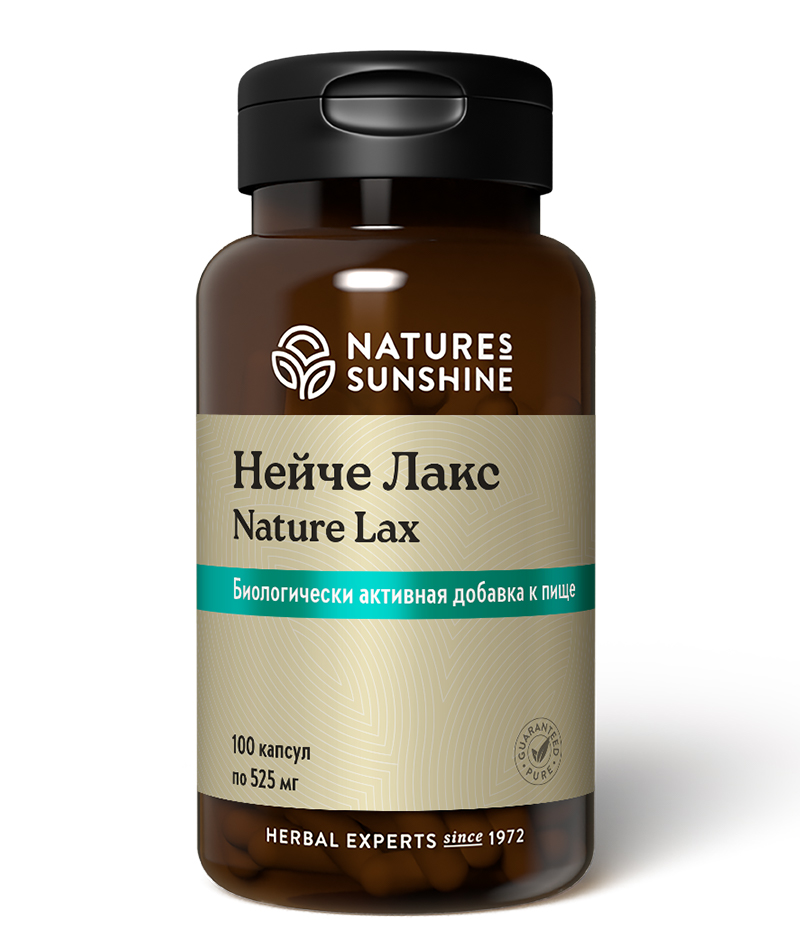 NATURES
SUNSHINE
Нейче Лакс
Nature Lax
Биологически активная добавка к пище
100 капсул
по 525 мг
GUARANTEED
PURE
HERBAL EXPERTS since 1972